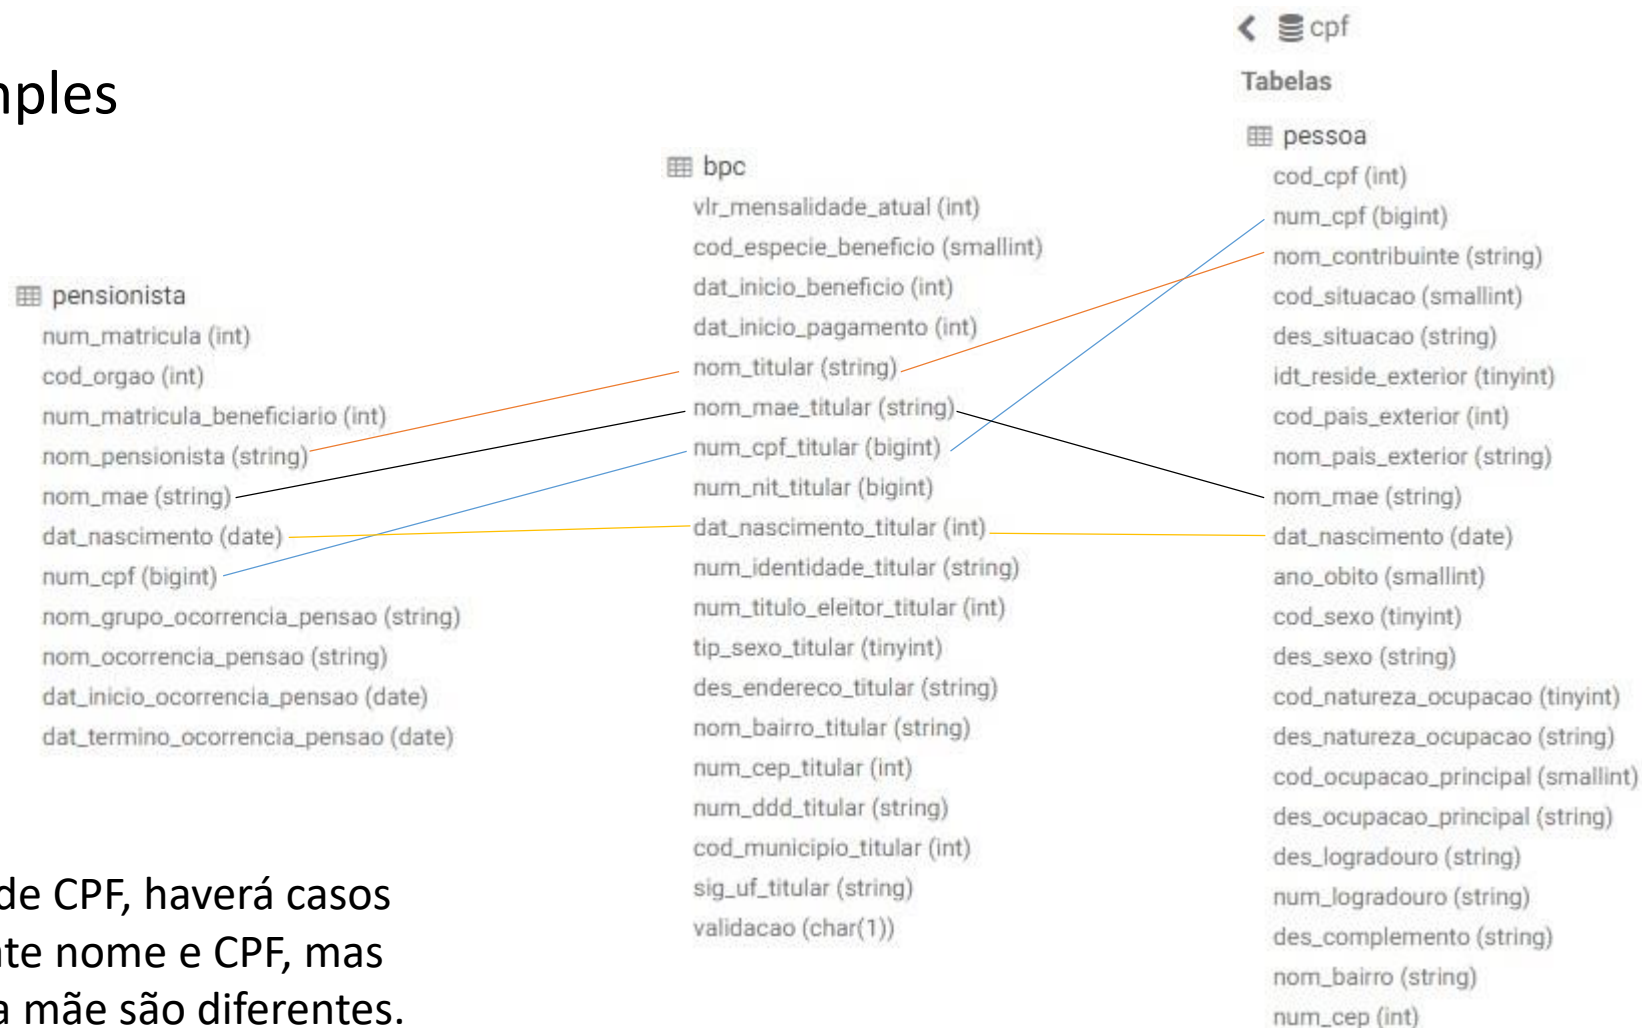 nples
pensionista
num_matricula (int)
cod_orgao (int)
num_matricula_beneficiario (int)
nom_pensionista (string)
nom_mae (string)
dat_nascimento (date)
num_cpf (bigint)
nom_grupo_ocorrencia_pensao (string)
nom_ocorrencia_pensao (string)
dat_inicio_ocorrencia_pensao (date)
dat_termino_ocorrencia_pensao (date)
de CPF, haverá casos
te nome e CPF, mas
a mãe são diferentes.
bpc
vlr_mensalidade_atual (int)
cod_especie_beneficio (smallint)
dat_inicio_beneficio (int)
dat_inicio_pagamento (int)
nom_titular (string)
nom_mae_titular (string)
num_cpf_titular (bigint)
num_nit_titular (bigint)
dat_nascimento_titular (int)
num_identidade_titular (string)
num_titulo_eleitor_titular (int)
tip_sexo_titular (tinyint)
des_endereco_titular (string)
nom_bairro_titular (string)
num_cep_titular (int)
num_ddd_titular (string)
cod_municipio_titular (int)
sig_uf_titular (string)
validacao (char(1))
cpf
Tabelas
pessoa
cod_cpf (int)
num_cpf (bigint)
nom_contribuinte (string)
cod_situacao (smallint)
des_situacao (string)
idt_reside_exterior (tinyint)
cod_pais_exterior (int)
nom_pais_exterior (string)
nom_mae (string)
dat_nascimento (date)
ano_obito (smallint)
cod_sexo (tinyint)
des_sexo (string)
cod_natureza_ocupacao (tinyint)
des_natureza_ocupacao (string)
cod_ocupacao_principal (smallint)
des_ocupacao_principal (string)
des_logradouro (string)
num_logradouro (string)
des_complemento (string)
nom_bairro (string)
num_cep (int)